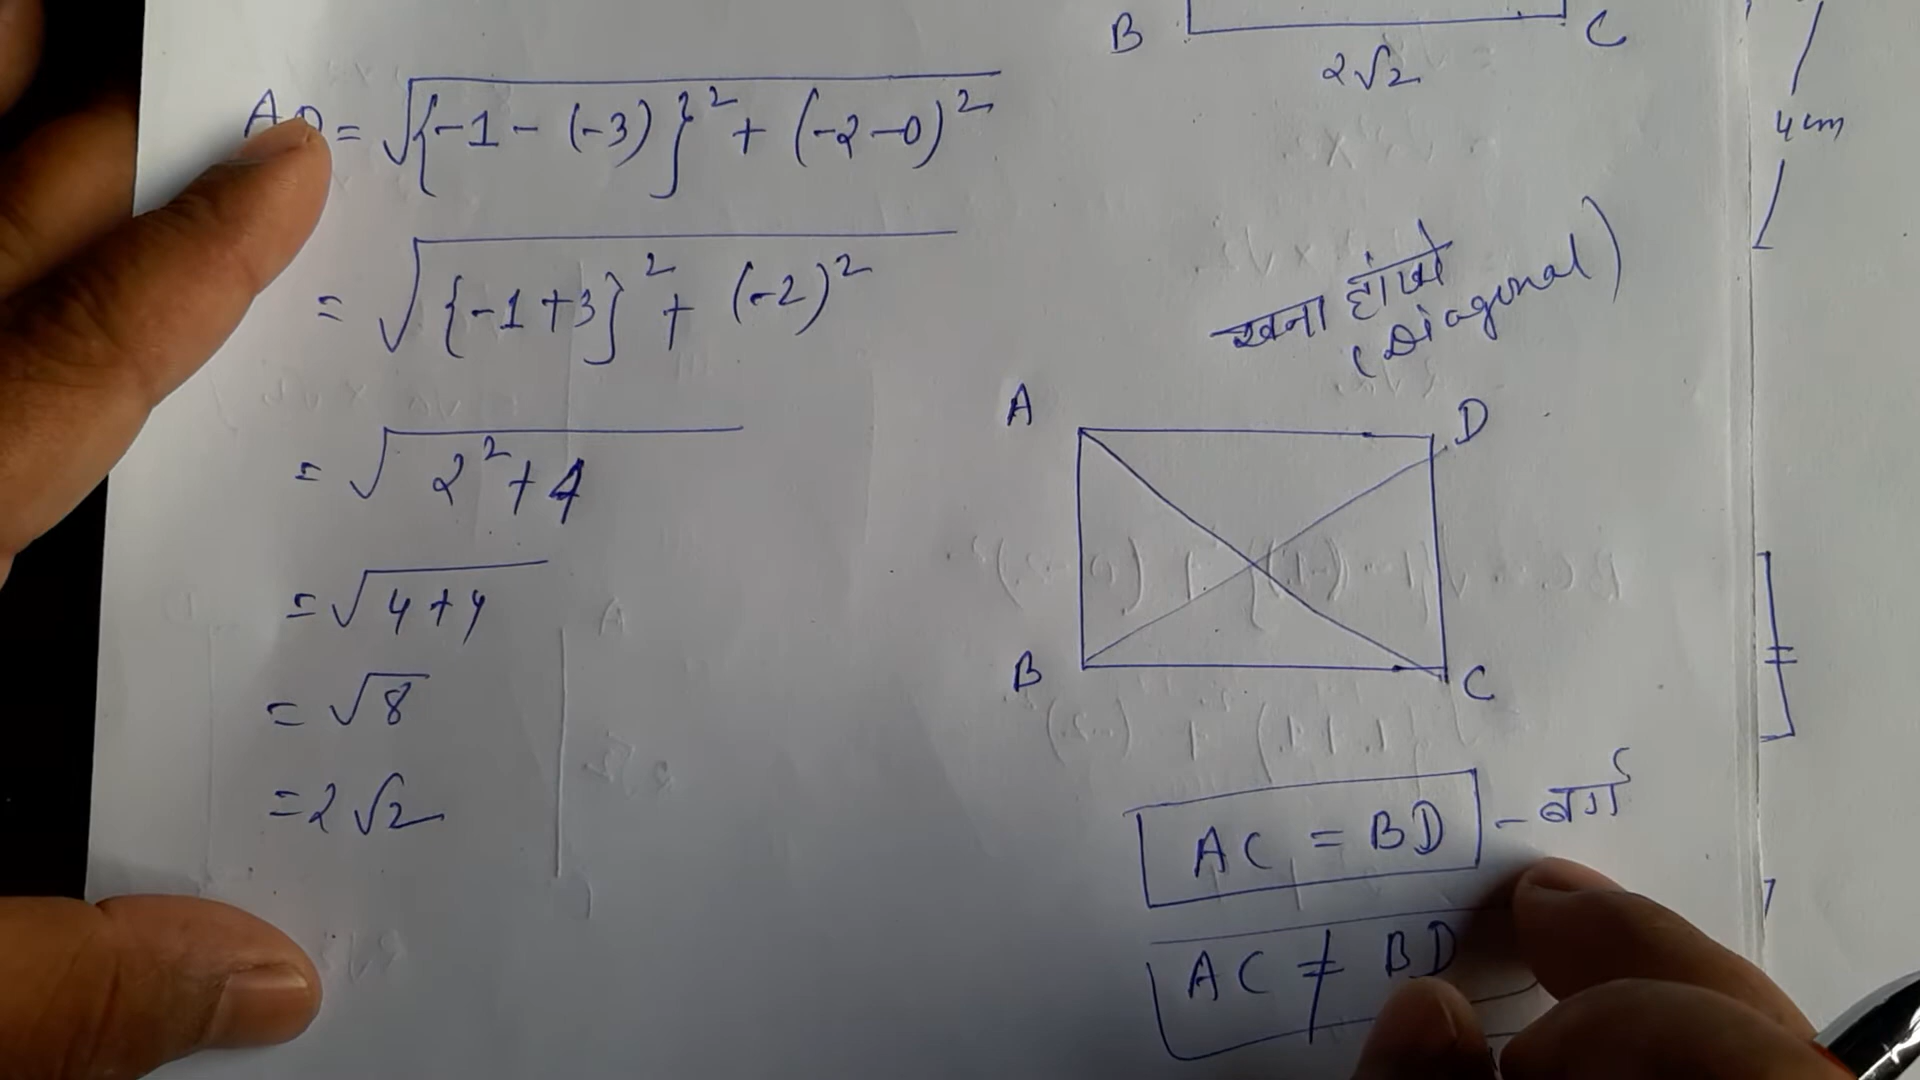 B C
2√2
4cm
AD = √{-1-(-3)}² + (-2-0)²
= √{-1+3}² + (-2)²
= √2² + 4
= √4+4
= √8
= 2√2
(Diagonal)
A D
B C
AC = BD - वर्ग
AC ≠ BD